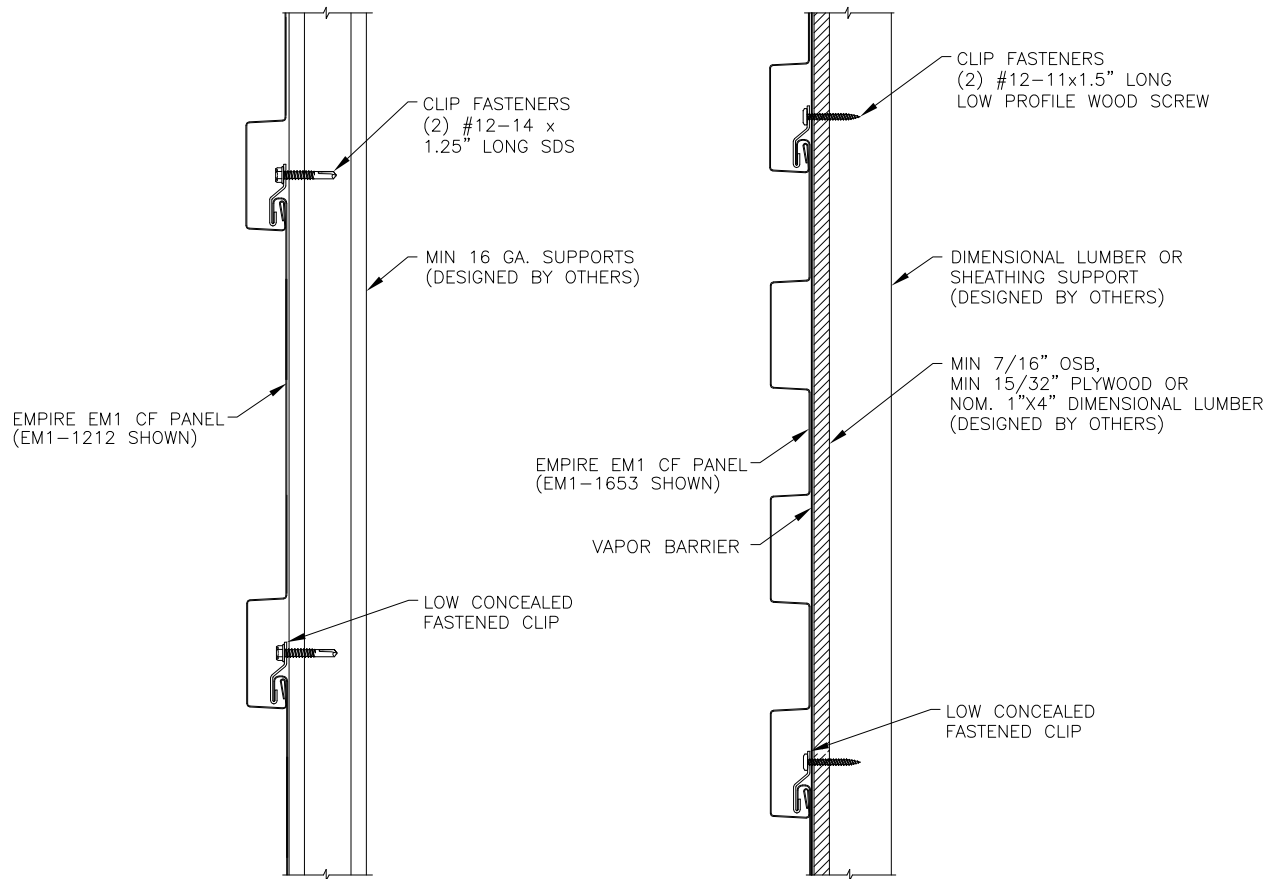 CLIP FASTENERS
(2) #12-14 x
1.25" LONG SDS
MIN 16 GA. SUPPORTS
(DESIGNED BY OTHERS)
EMPIRE EM1 CF PANEL
(EM1-1212 SHOWN)
LOW CONCEALED
FASTENED CLIP
CLIP FASTENERS
(2) #12-11x1.5" LONG
LOW PROFILE WOOD SCREW
DIMENSIONAL LUMBER OR
SHEATHING SUPPORT
(DESIGNED BY OTHERS)
MIN 7/16" OSB,
MIN 15/32" PLYWOOD OR
NOM. 1"X4" DIMENSIONAL LUMBER
(DESIGNED BY OTHERS)
EMPIRE EM1 CF PANEL
(EM1-1653 SHOWN)
VAPOR BARRIER
LOW CONCEALED
FASTENED CLIP